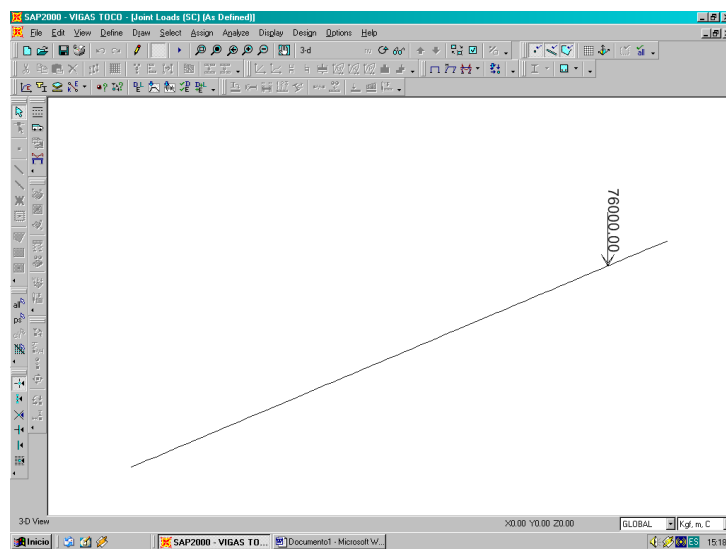 SAP2000 - VIGAS TOCO - [Joint Loads (SC) (As Defined)]
File Edit View Define Draw Select Assign Analyze Display Design Options Help
3-d
all
ps
76000.00
3-D View
X0.00 Y0.00 Z0.00
GLOBAL
Kgf, m, C
Inicio
SAP2000 - VIGAS TO...
Documento1 - Microsoft W...
ES